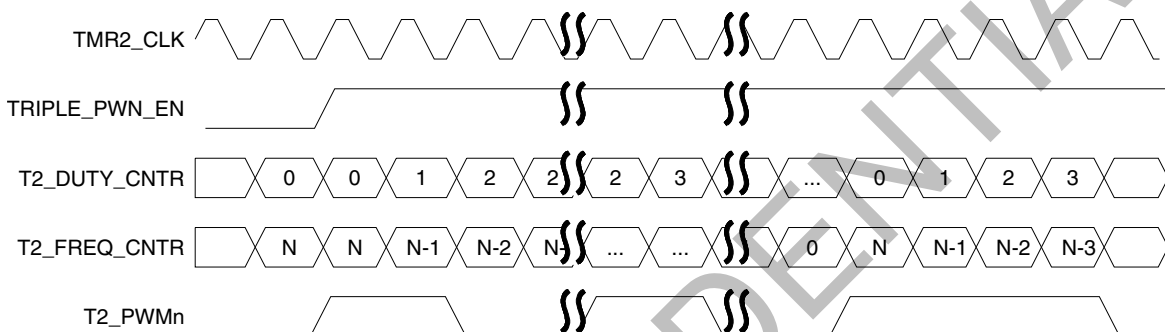 TMR2_CLK
TRIPLE_PWN_EN
T2_DUTY_CNTR 0 0 1 2 2 2 3 ... 0 1 2 3
T2_FREQ_CNTR N N N-1 N-2 N- ... ... 0 N N-1 N-2 N-3
T2_PWMn